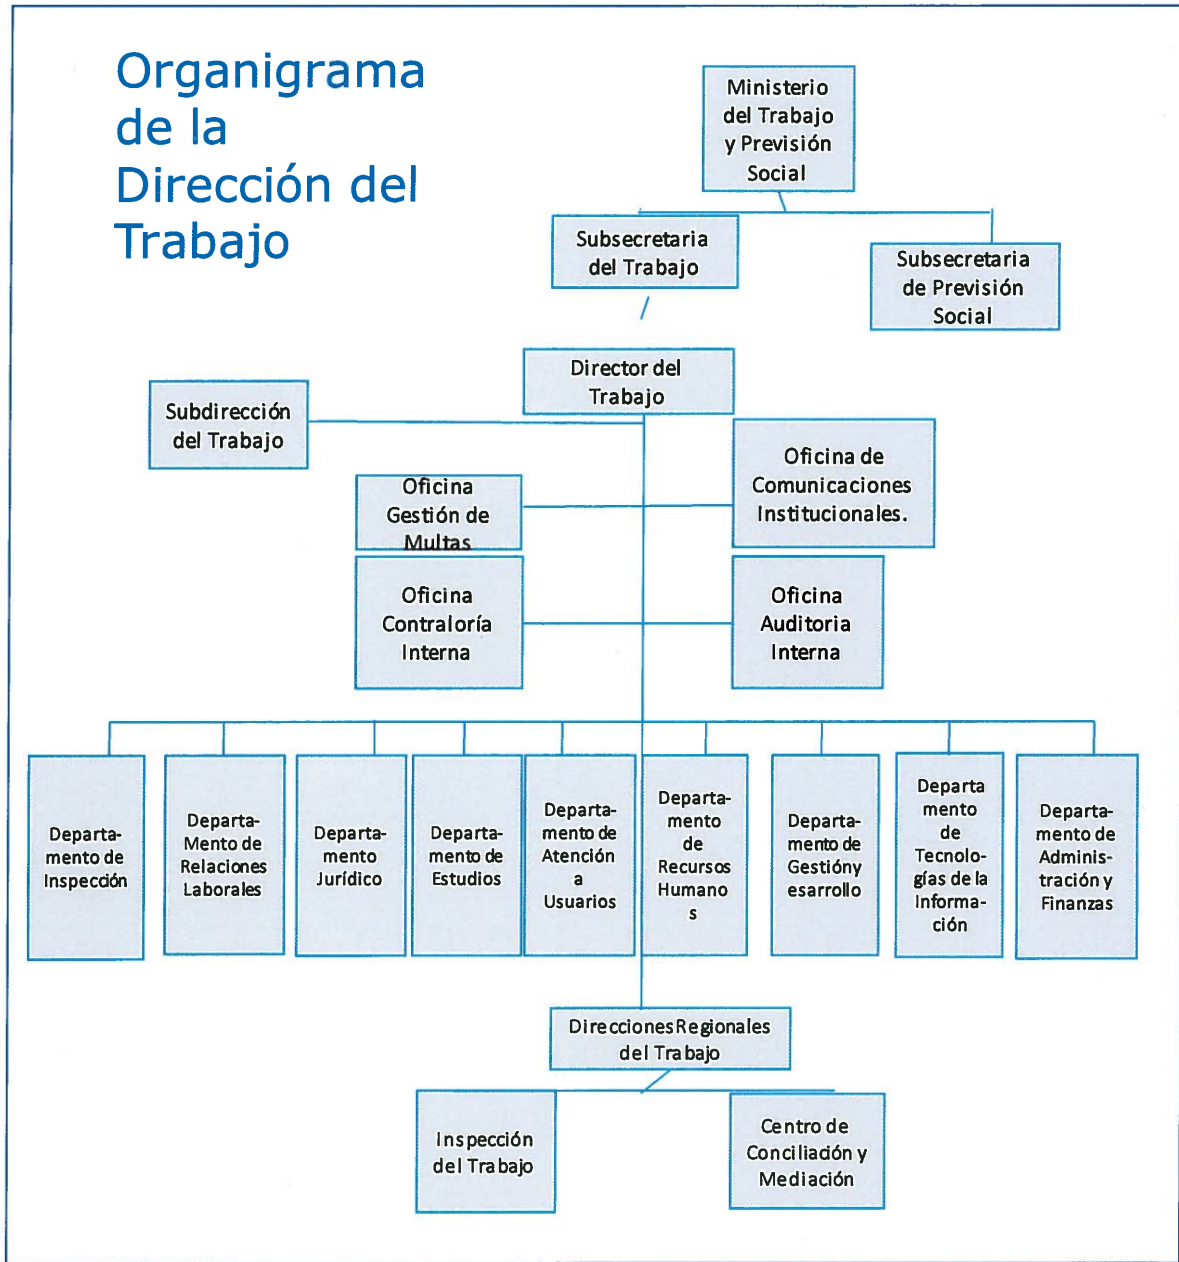 Organigrama
de la
Dirección del
Trabajo
Ministerio
del Trabajo
y Previsión
Social
Subsecretaria
del Trabajo
Subsecretaria
de Previsión
Social
Director del
Trabajo
Subdirección
del Trabajo
Oficina de
Comunicaciones
Institucionales.
Oficina
Gestión de
Multas
Oficina
Contraloría
Interna
Oficina
Auditoria
Interna
Departa-
mento de
Inspección
Departa-
Mento de
Relaciones
Laborales
Departa-
mento
Jurídico
Departa-
mento de
Estudios
Departa-
mento de
Atención
a
Usuarios
Departa-
mento
de
Recursos
Humano
s
Departa-
mento de
Gestióny
esarrollo
Departa
mento
de
Tecnolo-
gías de la
Informa-
ción
Departa-
mento de
Adminis-
tración y
Finanzas
Direcciones Regionales
del Trabajo
Inspección
del Trabajo
Centro de
Conciliación y
Mediación